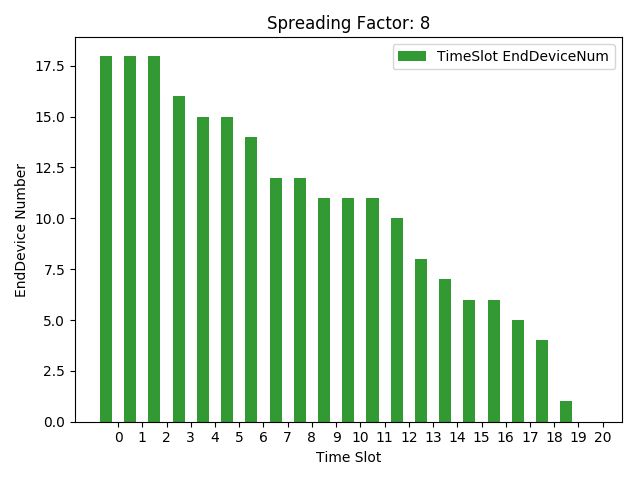 Spreading Factor: 8
TimeSlot EndDeviceNum
17.5
15.0
12.5
10.0
7.5
5.0
2.5
0.0
EndDevice Number
0 1 2 3 4 5 6 7 8 9 10 11 12 13 14 15 16 17 18 19 20
Time Slot